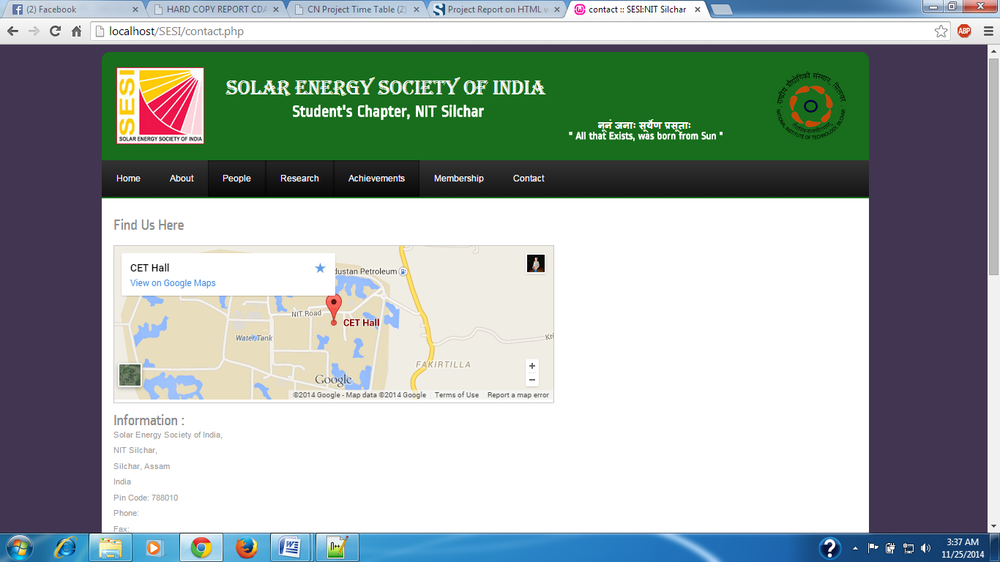 (2) Facebook
HARD COPY REPORT CDA
CN Project Time Table (2)
Project Report on HTML w
contact :: SESI:NIT Silchar
localhost/SESI/contact.php
ABP
SESI
SOLAR ENERGY SOCIETY OF INDIA
SOLAR ENERGY SOCIETY OF INDIA
Student's Chapter, NIT Silchar
नूनं जनाः सूर्येण प्रसूताः
" All that Exists, was born from Sun "
राष्ट्रीय प्रौद्योगिकी संस्थान, सिलचर
NATIONAL INSTITUTE OF TECHNOLOGY, SILCHAR
Home About People Research Achievements Membership Contact
Find Us Here
CET Hall
View on Google Maps
dustan Petroleum
NIT Road
CET Hall
Water Tank
Kri
FAKIRTILLA
+
−
Google
©2014 Google - Map data ©2014 Google Terms of Use Report a map error
Information :
Solar Energy Society of India,
NIT Silchar,
Silchar, Assam
India
Pin Code: 788010
Phone:
Fax:
3:37 AM
11/25/2014